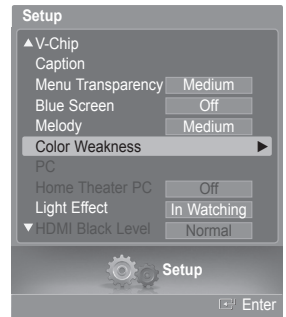 Setup
▲V-Chip
Caption
Menu Transparency Medium
Blue Screen Off
Melody Medium
Color Weakness ►
PC
Home Theater PC Off
Light Effect In Watching
▼HDMI Black Level Normal
Setup
Enter